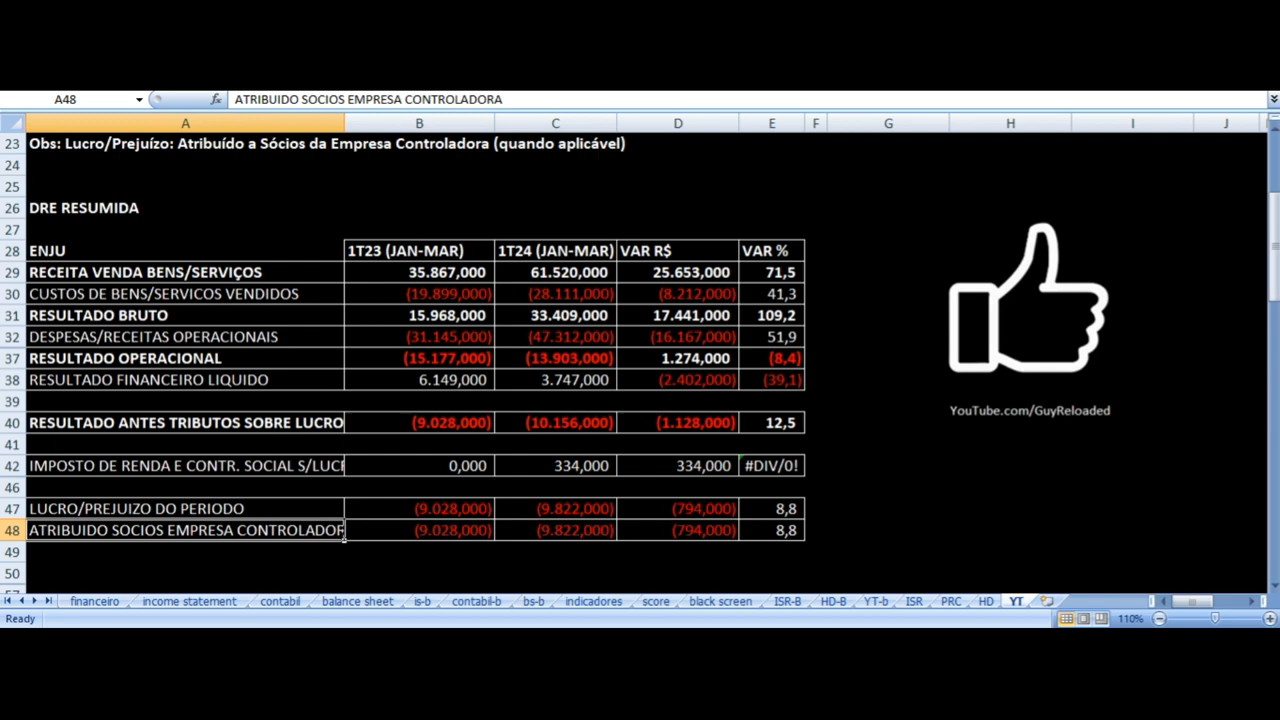 A48 fx ATRIBUIDO SOCIOS EMPRESA CONTROLADORA
A B C D E F G H I J
23 Obs: Lucro/Prejuízo: Atribuído a Sócios da Empresa Controladora (quando aplicável)
24
25
26 DRE RESUMIDA
27
28 ENJU 1T23 (JAN-MAR) 1T24 (JAN-MAR) VAR R$ VAR %
29 RECEITA VENDA BENS/SERVIÇOS 35.867,000 61.520,000 25.653,000 71,5
30 CUSTOS DE BENS/SERVICOS VENDIDOS (19.899,000) (28.111,000) (8.212,000) 41,3
31 RESULTADO BRUTO 15.968,000 33.409,000 17.441,000 109,2
32 DESPESAS/RECEITAS OPERACIONAIS (31.145,000) (47.312,000) (16.167,000) 51,9
37 RESULTADO OPERACIONAL (15.177,000) (13.903,000) 1.274,000 (8,4)
38 RESULTADO FINANCEIRO LIQUIDO 6.149,000 3.747,000 (2.402,000) (39,1)
39
40 RESULTADO ANTES TRIBUTOS SOBRE LUCRO (9.028,000) (10.156,000) (1.128,000) 12,5
41
42 IMPOSTO DE RENDA E CONTR. SOCIAL S/LUCR 0,000 334,000 334,000 #DIV/0!
46
47 LUCRO/PREJUIZO DO PERIODO (9.028,000) (9.822,000) (794,000) 8,8
48 ATRIBUIDO SOCIOS EMPRESA CONTROLADOR (9.028,000) (9.822,000) (794,000) 8,8
49
50
YouTube.com/GuyReloaded
financeiro income statement contabil balance sheet is-b contabil-b bs-b indicadores score black screen ISR-B HD-B YT-b ISR PRC HD YT
Ready 110%